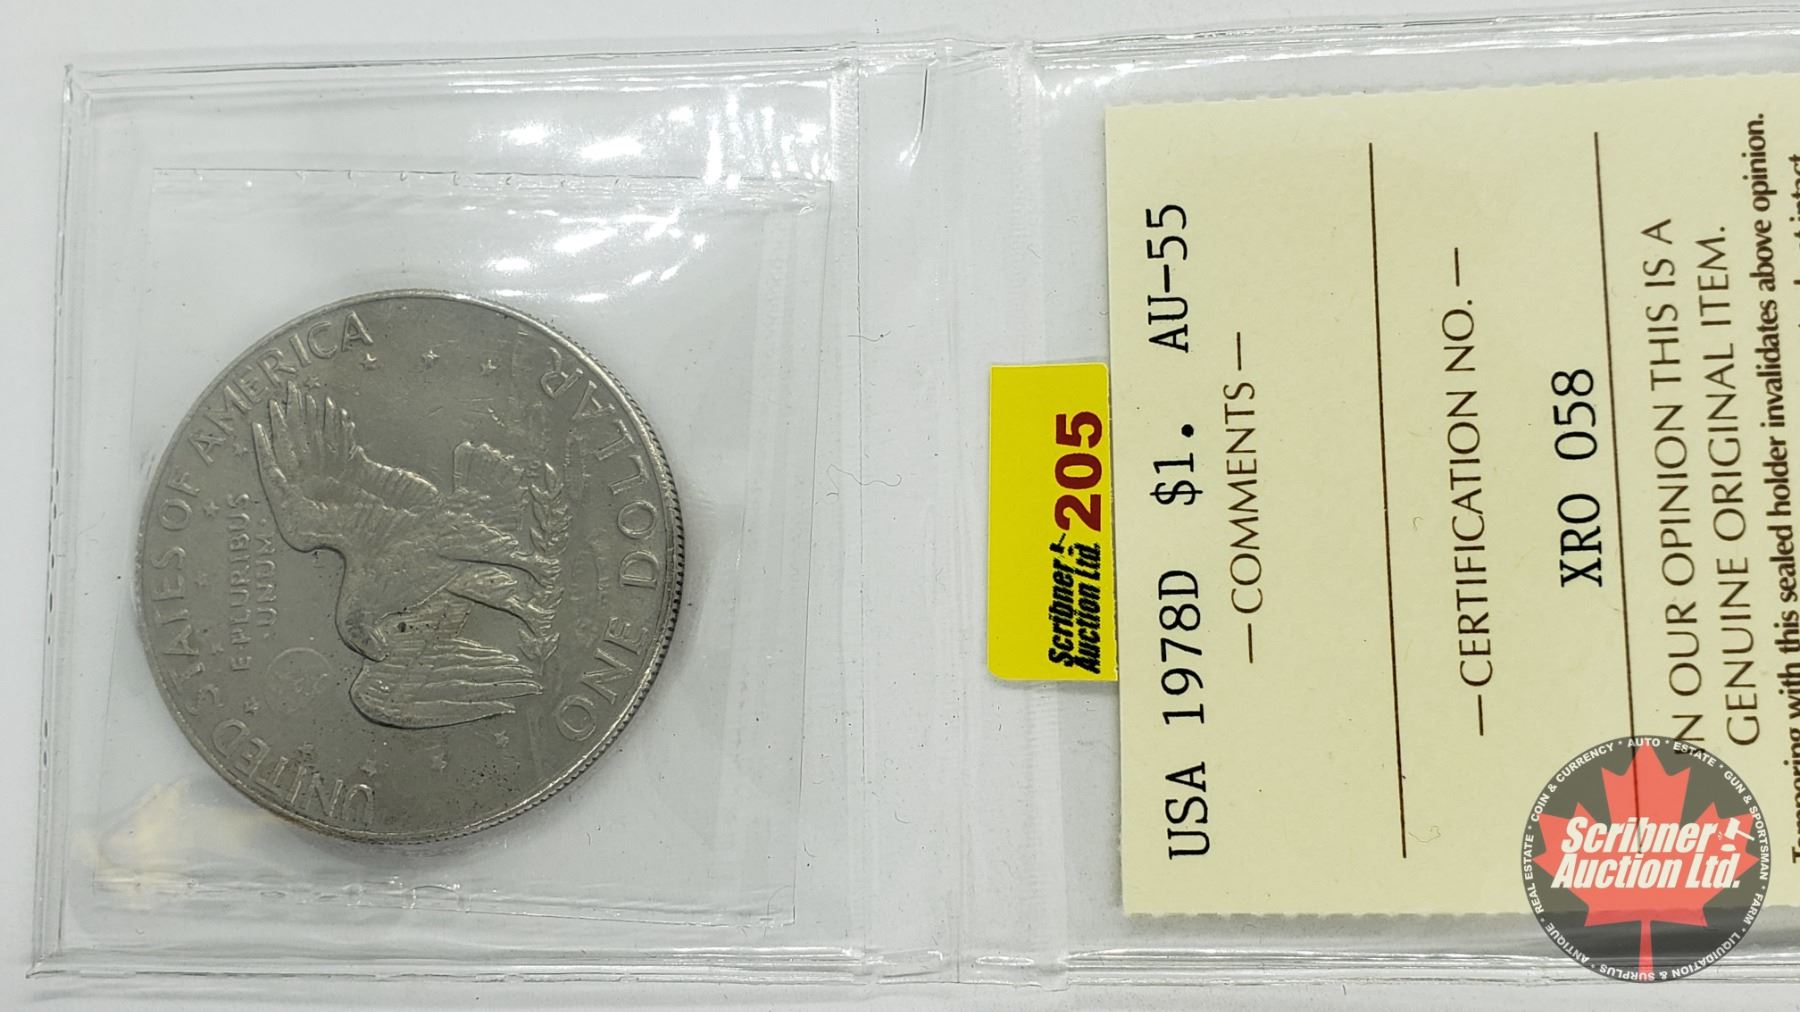 UNITED STATES OF AMERICA
E·PLURIBUS
·UNUM·
ONE DOLLAR
Scribner
Auction Ltd.
205
USA 1978D $1. AU-55
—COMMENTS—
—CERTIFICATION NO.—
XRO 058
IN OUR OPINION THIS IS A
GENUINE ORIGINAL ITEM.
Tampering with this sealed holder invalidates above opinion.
Scribner
Auction Ltd.
ANTIQUE * REAL ESTATE * COIN & CURRENCY * AUTO * ESTATE * GUN & SPORTSMAN * FARM * LIQUIDATION & SURPLUS *